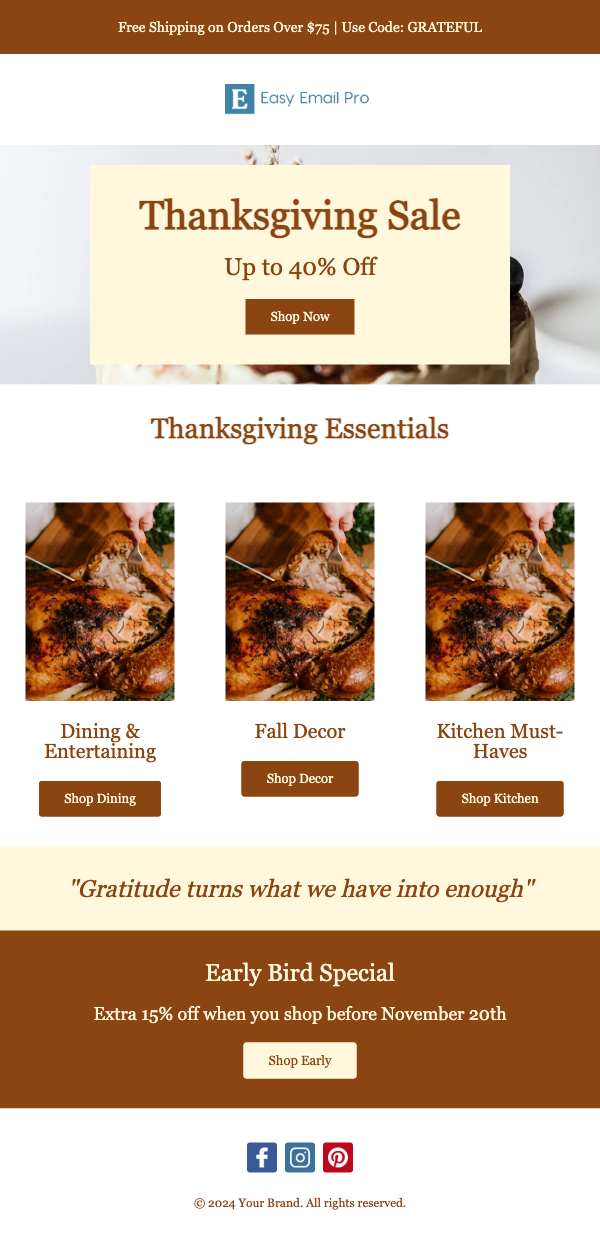 Free Shipping on Orders Over $75 | Use Code: GRATEFUL
E Easy Email Pro
Thanksgiving Sale
Up to 40% Off
Shop Now
Thanksgiving Essentials
Dining &
Entertaining
Shop Dining
Fall Decor
Shop Decor
Kitchen Must-
Haves
Shop Kitchen
"Gratitude turns what we have into enough"
Early Bird Special
Extra 15% off when you shop before November 20th
Shop Early
© 2024 Your Brand. All rights reserved.